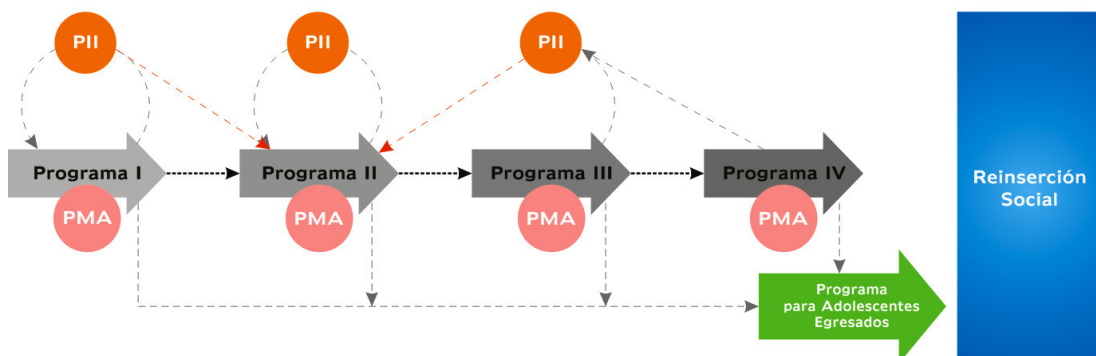 PII
PII
PII
Programa I
Programa II
Programa III
Programa IV
PMA
PMA
PMA
PMA
Programa
para Adolescentes
Egresados
Reinserción
Social